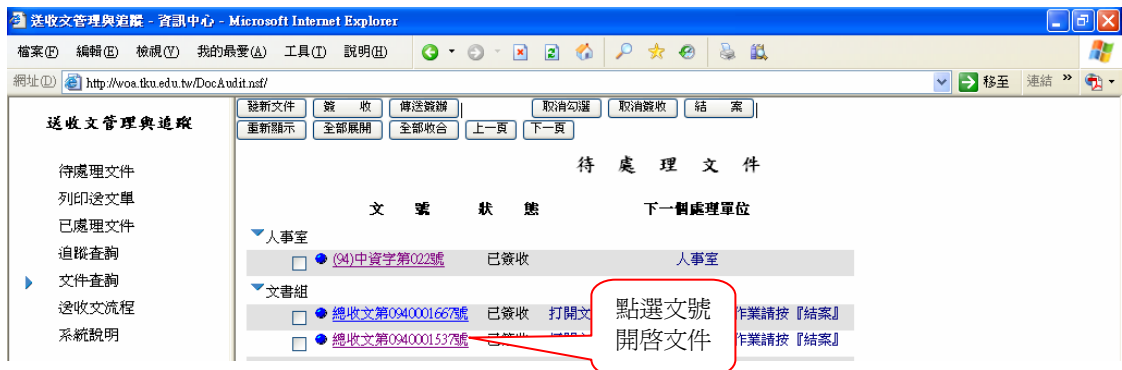 送收文管理與追蹤 - 資訊中心 - Microsoft Internet Explorer
檔案(F) 編輯(E) 檢視(V) 我的最愛(A) 工具(T) 說明(H)
網址(D) http://woa.tku.edu.tw/DocAudit.nsf/ 移至 連結 »
發新文件 簽 收 傳送簽辦 | 取消勾選 取消簽收 結 案 |
重新顯示 全部展開 全部收合 上一頁 下一頁
送收文管理與追蹤
待處理文件
列印送文單
已處理文件
追蹤查詢
文件查詢
送收文流程
系統說明
待 處 理 文 件
文 號 狀 態 下一個處理單位
人事室
(94)中資字第022號 已簽收 人事室
文書組
總收文第0940001667號 已簽收 打開文 作業請按『結案』
總收文第0940001537號 已簽收 作業請按『結案』
點選文號
開啓文件